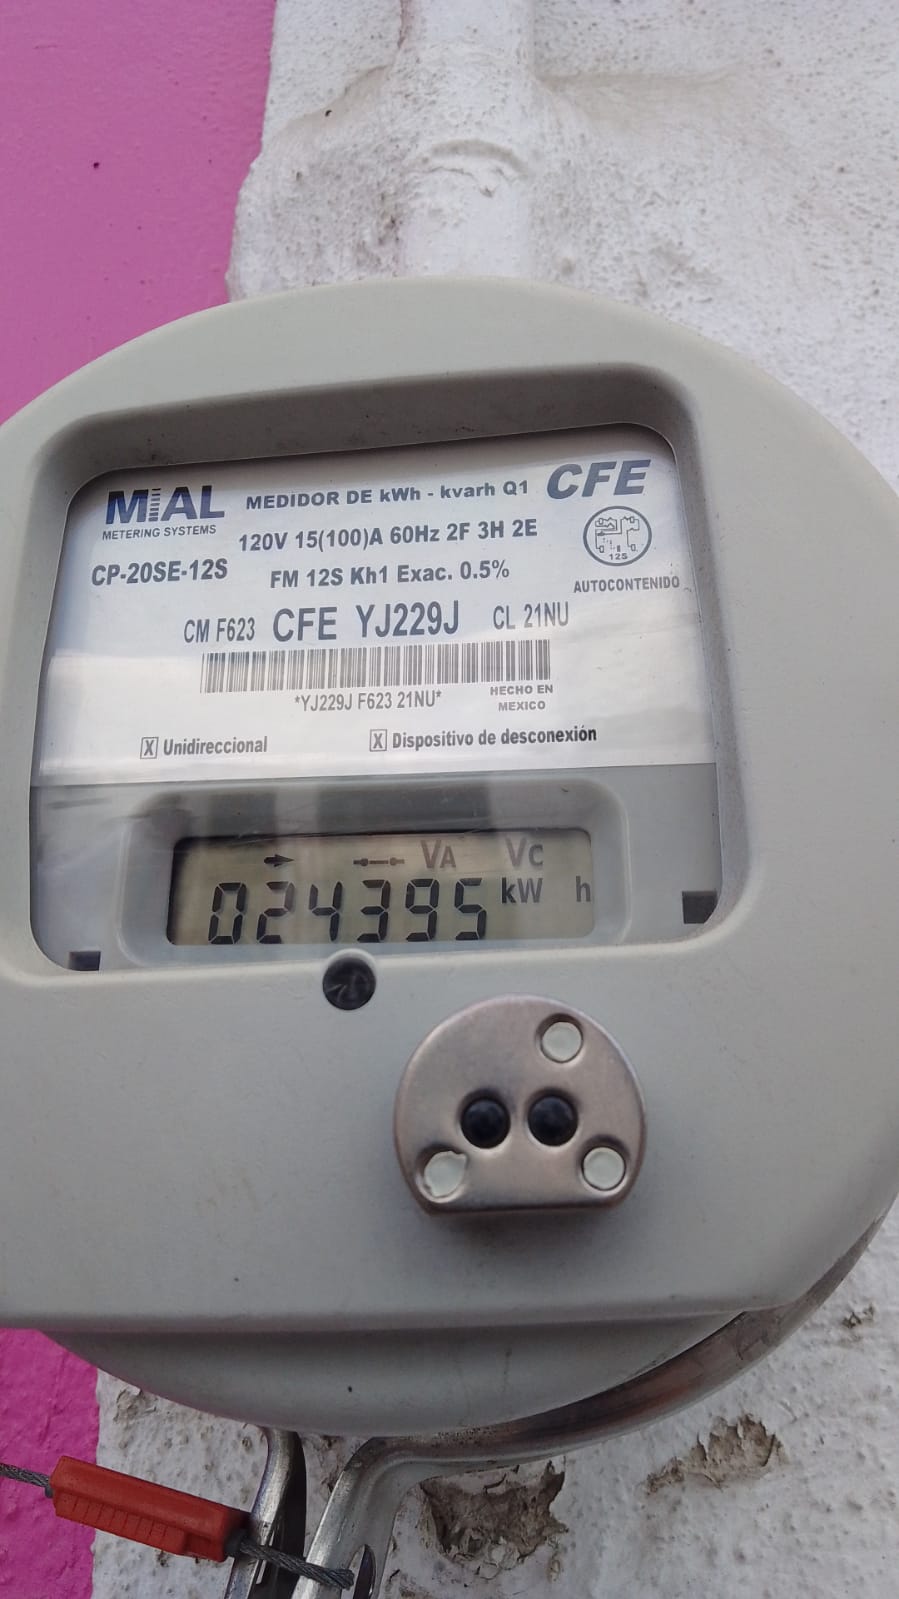 MIAL
METERING SYSTEMS
MEDIDOR DE kWh - kvarh Q1
CFE
120V 15(100)A 60Hz 2F 3H 2E
12S
CP-20SE-12S
FM 12S Kh1 Exac. 0.5%
AUTOCONTENIDO
CM F623 CFE YJ229J CL 21NU
*YJ229J F623 21NU*
HECHO EN
MEXICO
X Unidireccional
X Dispositivo de desconexión
VA VC
024395 kW h